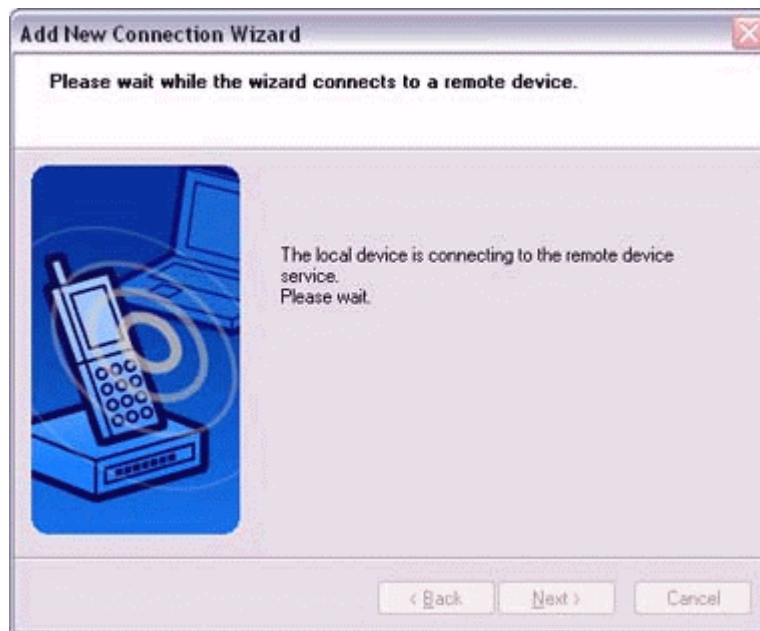 Add New Connection Wizard
Please wait while the wizard connects to a remote device.
The local device is connecting to the remote device
service.
Please wait.
< Back
Next >
Cancel